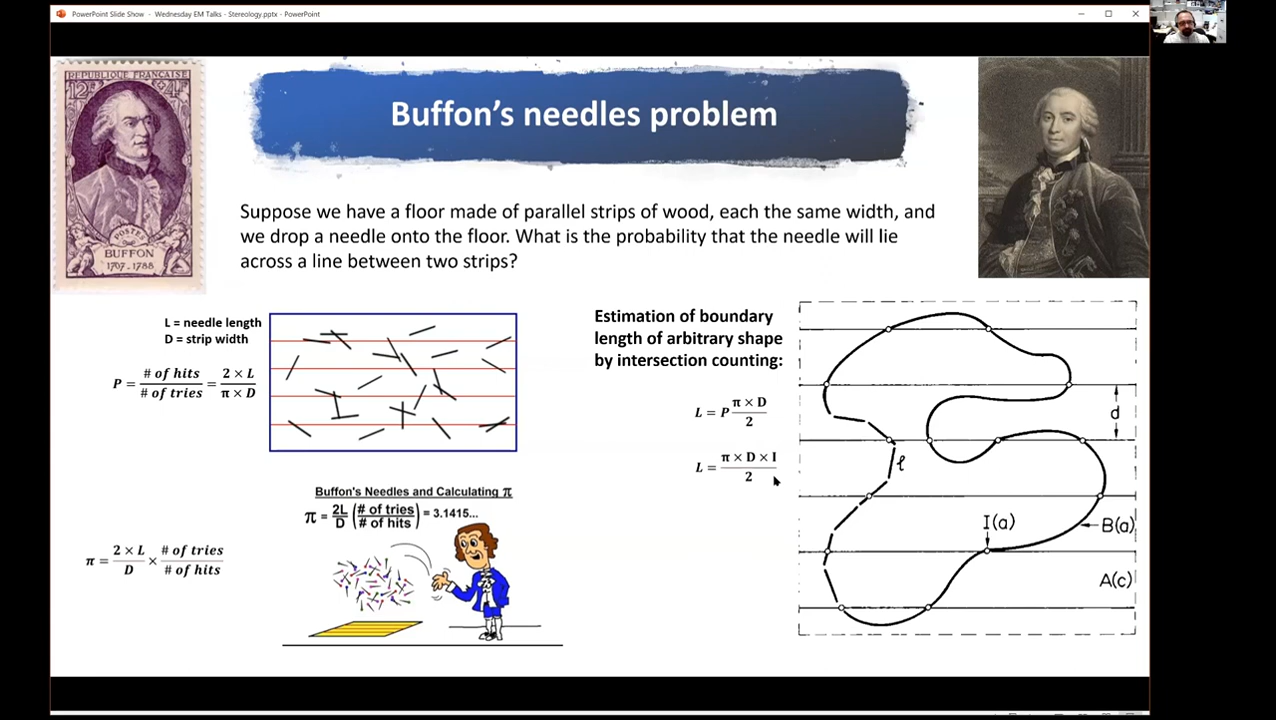 PowerPoint Slide Show - Wednesday EM Talks - Stereology.pptx - PowerPoint
REPUBLIQUE FRANÇAISE
12F+4F
POSTES
BUFFON
1707-1788
Buffon's needles problem
Suppose we have a floor made of parallel strips of wood, each the same width, and
we drop a needle onto the floor. What is the probability that the needle will lie
across a line between two strips?
L = needle length
D = strip width
P = # of hits / # of tries = 2 × L / π × D
Buffon's Needles and Calculating π
π = 2L/D (# of tries / # of hits) = 3.1415...
π = 2 × L / D × # of tries / # of hits
Estimation of boundary
length of arbitrary shape
by intersection counting:
L = P π × D / 2
L = π × D × I / 2
d
ℓ
I(a)
B(a)
A(c)